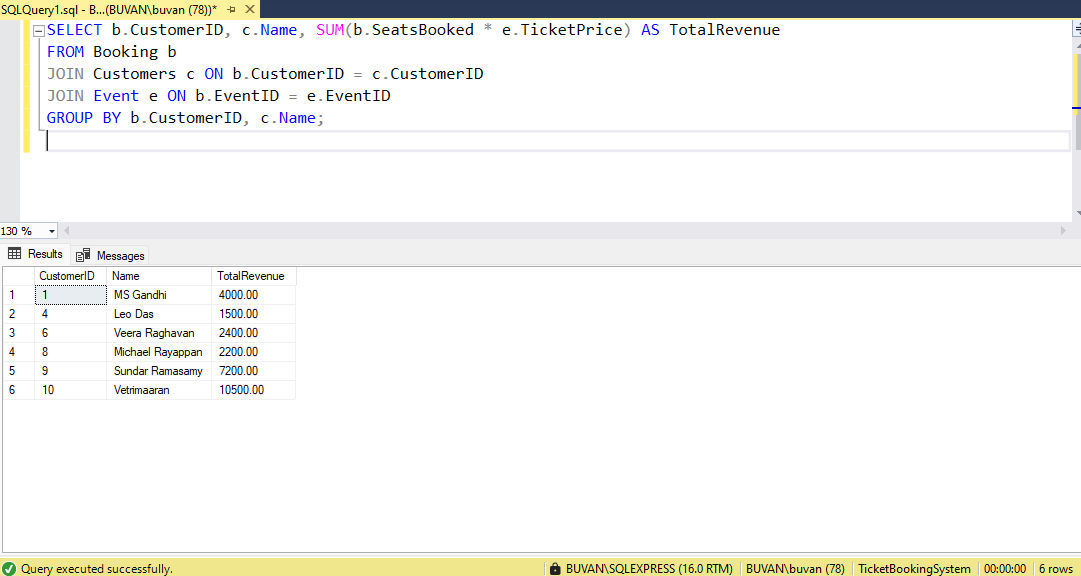 SQLQuery1.sql - B...(BUVAN\buvan (78))*
SELECT b.CustomerID, c.Name, SUM(b.SeatsBooked * e.TicketPrice) AS TotalRevenue
FROM Booking b
JOIN Customers c ON b.CustomerID = c.CustomerID
JOIN Event e ON b.EventID = e.EventID
GROUP BY b.CustomerID, c.Name;
130 %
Results Messages
CustomerID Name TotalRevenue
1 1 MS Gandhi 4000.00
2 4 Leo Das 1500.00
3 6 Veera Raghavan 2400.00
4 8 Michael Rayappan 2200.00
5 9 Sundar Ramasamy 7200.00
6 10 Vetrimaaran 10500.00
Query executed successfully. BUVAN\SQLEXPRESS (16.0 RTM) BUVAN\buvan (78) TicketBookingSystem 00:00:00 6 rows